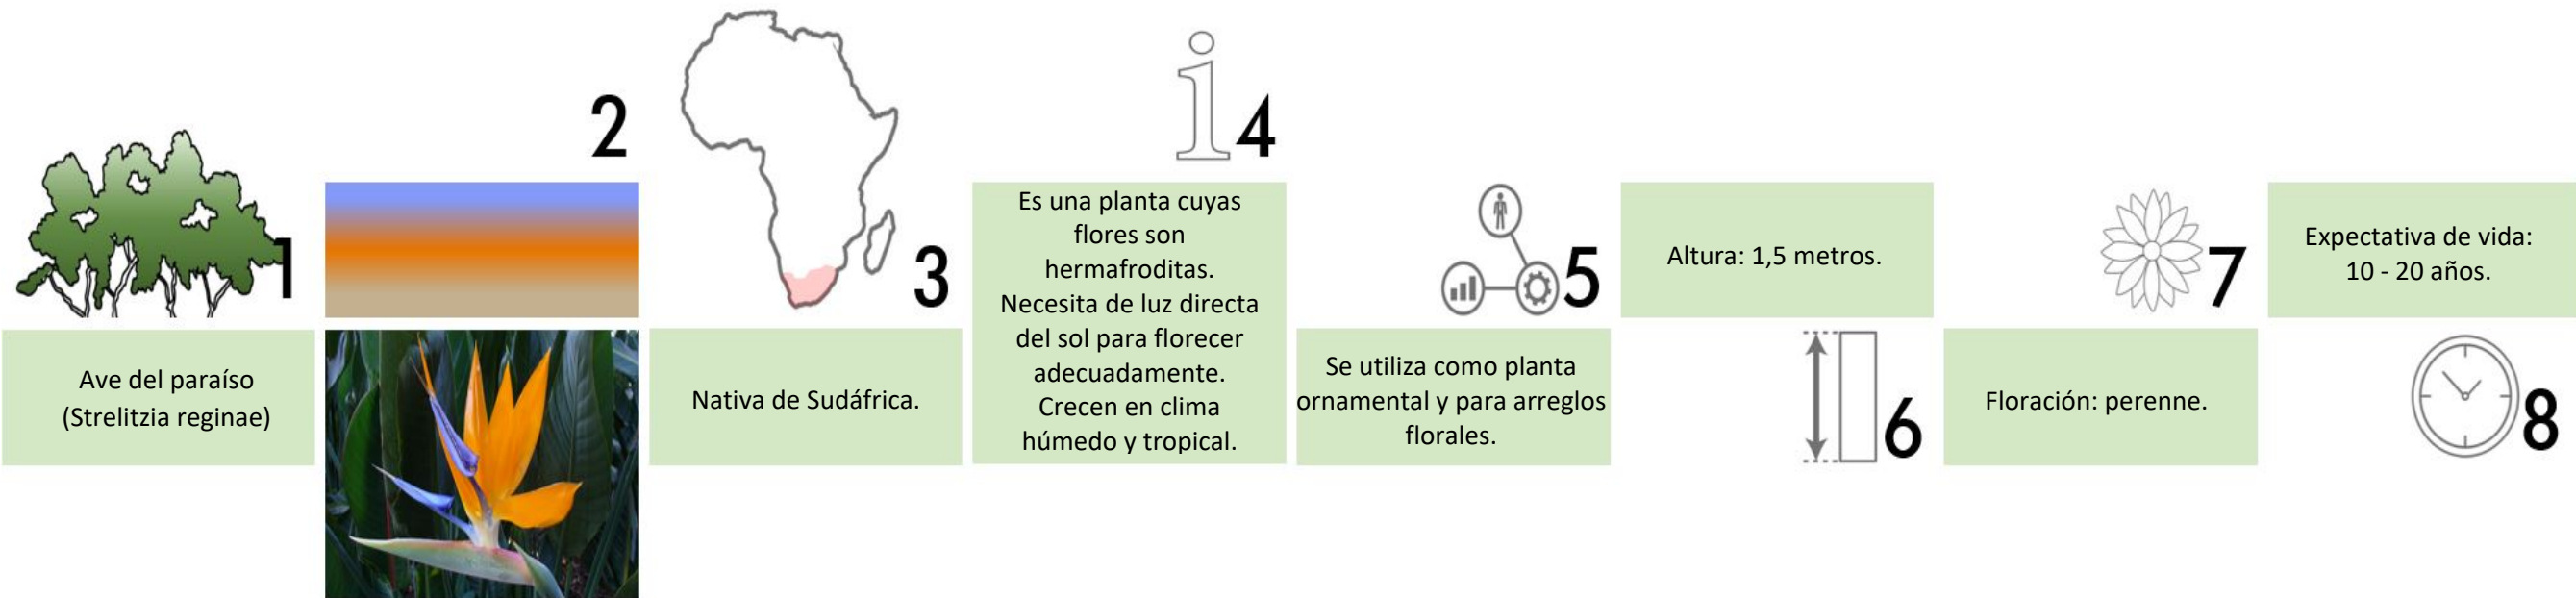 1
Ave del paraíso
(Strelitzia reginae)
2
3
Nativa de Sudáfrica.
i4
Es una planta cuyas
flores son
hermafroditas.
Necesita de luz directa
del sol para florecer
adecuadamente.
Crecen en clima
húmedo y tropical.
5
Se utiliza como planta
ornamental y para arreglos
florales.
Altura: 1,5 metros.
6
7
Floración: perenne.
Expectativa de vida:
10 - 20 años.
8